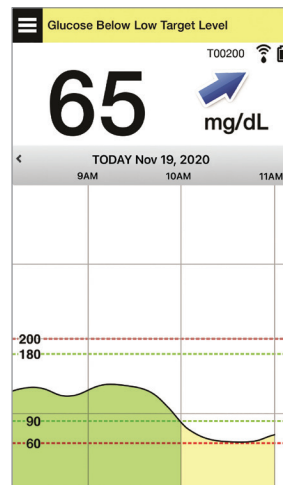 Glucose Below Low Target Level
T00200
65
mg/dL
TODAY Nov 19, 2020
9AM 10AM 11AM
200
180
90
60